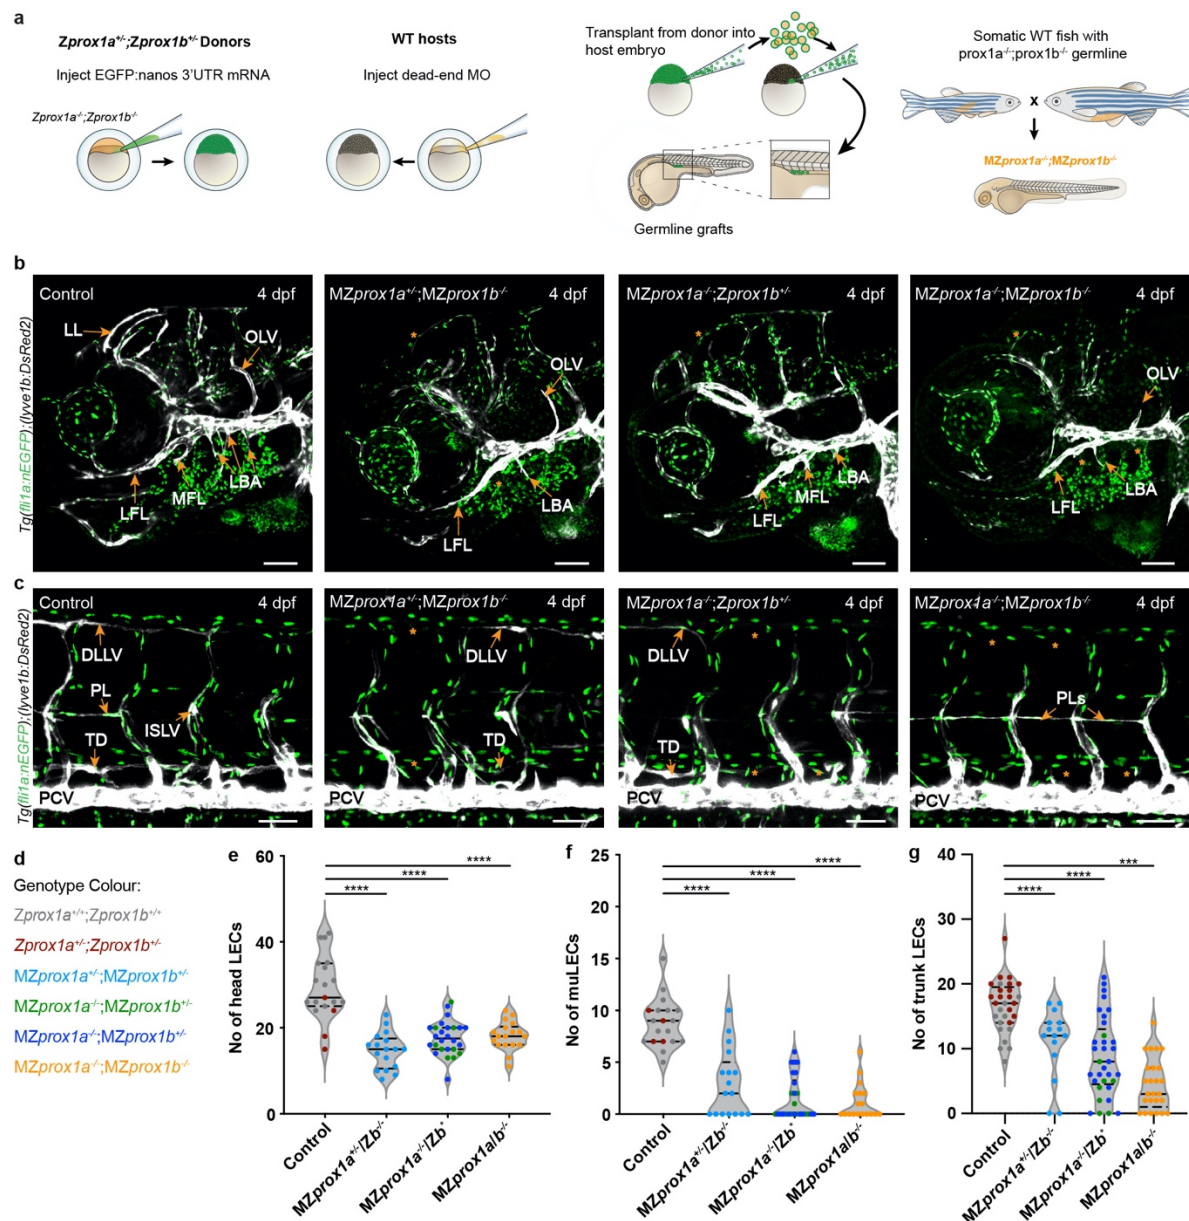 a
Zprox1a+/-;Zprox1b+/- Donors
Inject EGFP:nanos 3'UTR mRNA
Zprox1a-/-;Zprox1b-/-
WT hosts
Inject dead-end MO
Transplant from donor into
host embryo
Germline grafts
Somatic WT fish with
prox1a-/-;prox1b-/- germline
x
MZprox1a-/-;MZprox1b-/-
b
Tg(fli1a:nEGFP);(lyve1b:DsRed2)
Control 4 dpf
LL
OLV
LBA
MFL
LFL
MZprox1a+/-;MZprox1b-/- 4 dpf
OLV
*
*
LBA
LFL
MZprox1a-/-;Zprox1b+/- 4 dpf
*
MFL
LBA
LFL
MZprox1a-/-;MZprox1b-/- 4 dpf
*
OLV
*
*
LBA
LFL
c
Tg(fli1a:nEGFP);(lyve1b:DsRed2)
Control 4 dpf
DLLV
PL
ISLV
TD
PCV
MZprox1a+/-;MZprox1b-/- 4 dpf
*
DLLV
TD
*
MZprox1a-/-;Zprox1b+/- 4 dpf
DLLV
*
TD
* *
PCV
MZprox1a-/-;MZprox1b-/- 4 dpf
* *
PLs
* *
PCV
d
Genotype Colour:
Zprox1a+/+;Zprox1b+/+
Zprox1a+/-;Zprox1b+/-
MZprox1a+/-;MZprox1b+/-
MZprox1a-/-;MZprox1b+/-
MZprox1a-/-;MZprox1b+/-
MZprox1a-/-;MZprox1b-/-
e
No of head LECs
60
40
20
0
****
****
****
Control
MZprox1a+/-/Zb-/-
MZprox1a-/-/Zb+
MZprox1a/b-/-
f
No of muLECs
25
20
15
10
5
0
****
****
****
Control
MZprox1a+/-/Zb-/-
MZprox1a-/-/Zb+
MZprox1a/b-/-
g
No of trunk LECs
40
30
20
10
0
***
****
****
Control
MZprox1a+/-/Zb-/-
MZprox1a-/-/Zb+
MZprox1a/b-/-